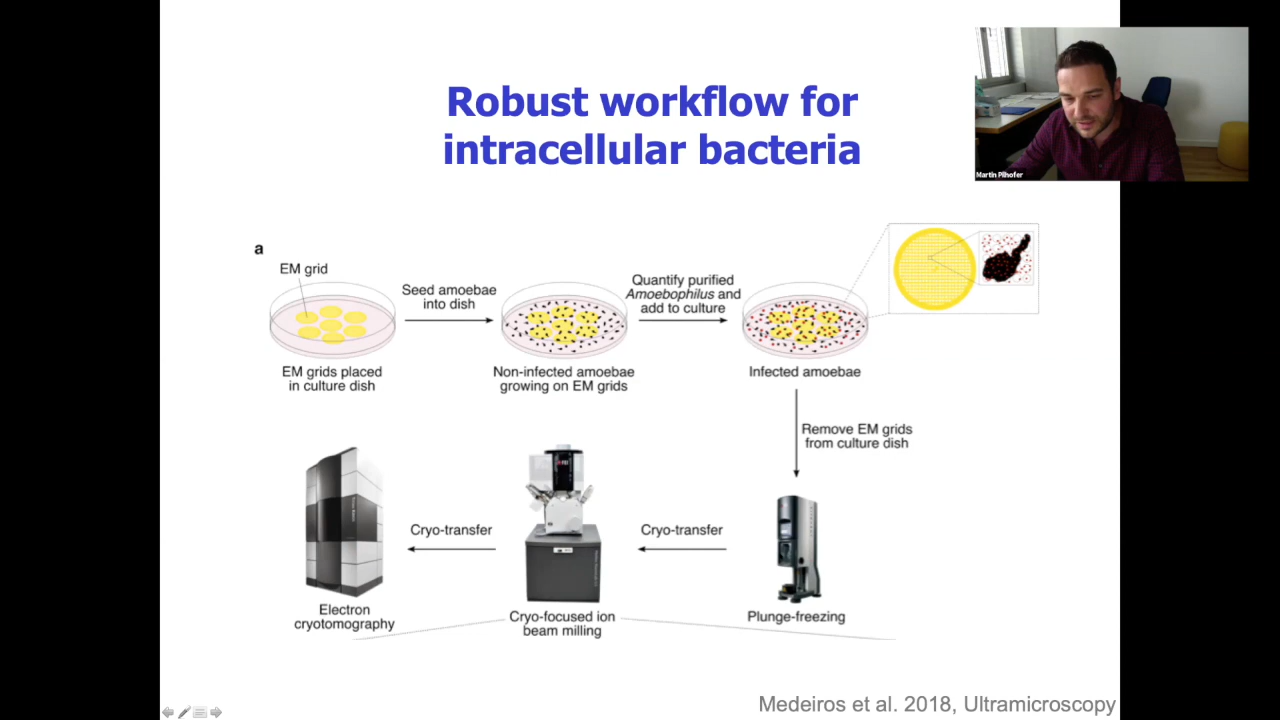 Robust workflow for
intracellular bacteria
Martin Pilhofer
a
EM grid
Seed amoebae
into dish
Quantify purified
Amoebophilus and
add to culture
EM grids placed
in culture dish
Non-infected amoebae
growing on EM grids
Infected amoebae
Remove EM grids
from culture dish
Cryo-transfer
Cryo-transfer
Electron
cryotomography
Cryo-focused ion
beam milling
Plunge-freezing
Medeiros et al. 2018, Ultramicroscopy